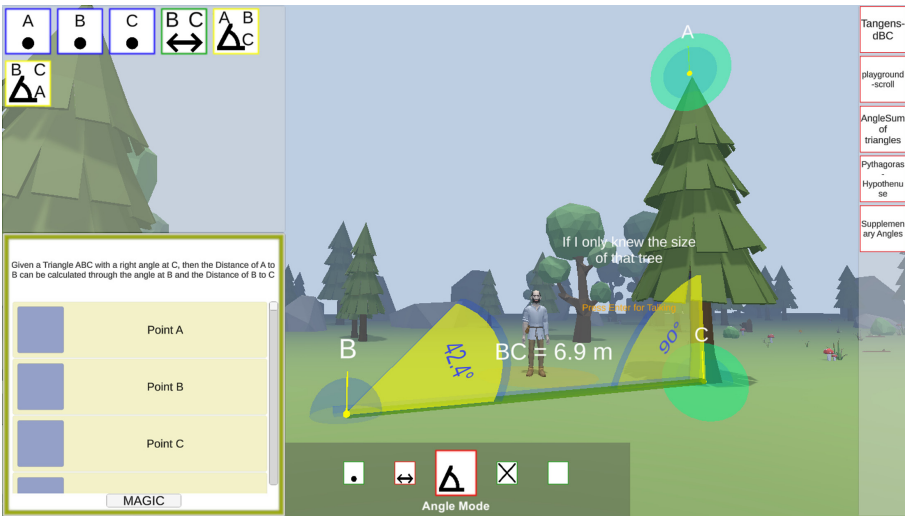 A
B
C
B C
A B
C
B C
A
Given a Triangle ABC with a right angle at C, then the Distance of A to
B can be calculated through the angle at B and the Distance of B to C
Point A
Point B
Point C
MAGIC
A
If I only knew the size
of that tree
B
42.4°
BC = 6.9 m
90°
C
Angle Mode
Tangens-
dBC
playground
-scroll
AngleSum
of
triangles
Pythagoras
-
Hypothenu
se
Supplemen
ary Angles